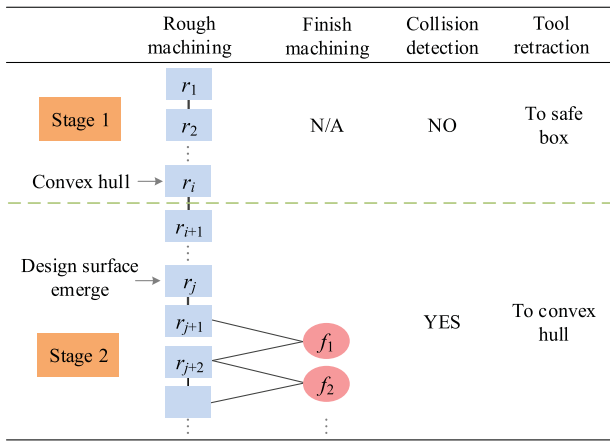 Rough machining
Finish machining
Collision detection
Tool retraction
Stage 1
r1
r2
N/A
NO
To safe box
Convex hull
ri
ri+1
Design surface emerge
rj
rj+1
Stage 2
rj+2
f1
f2
YES
To convex hull